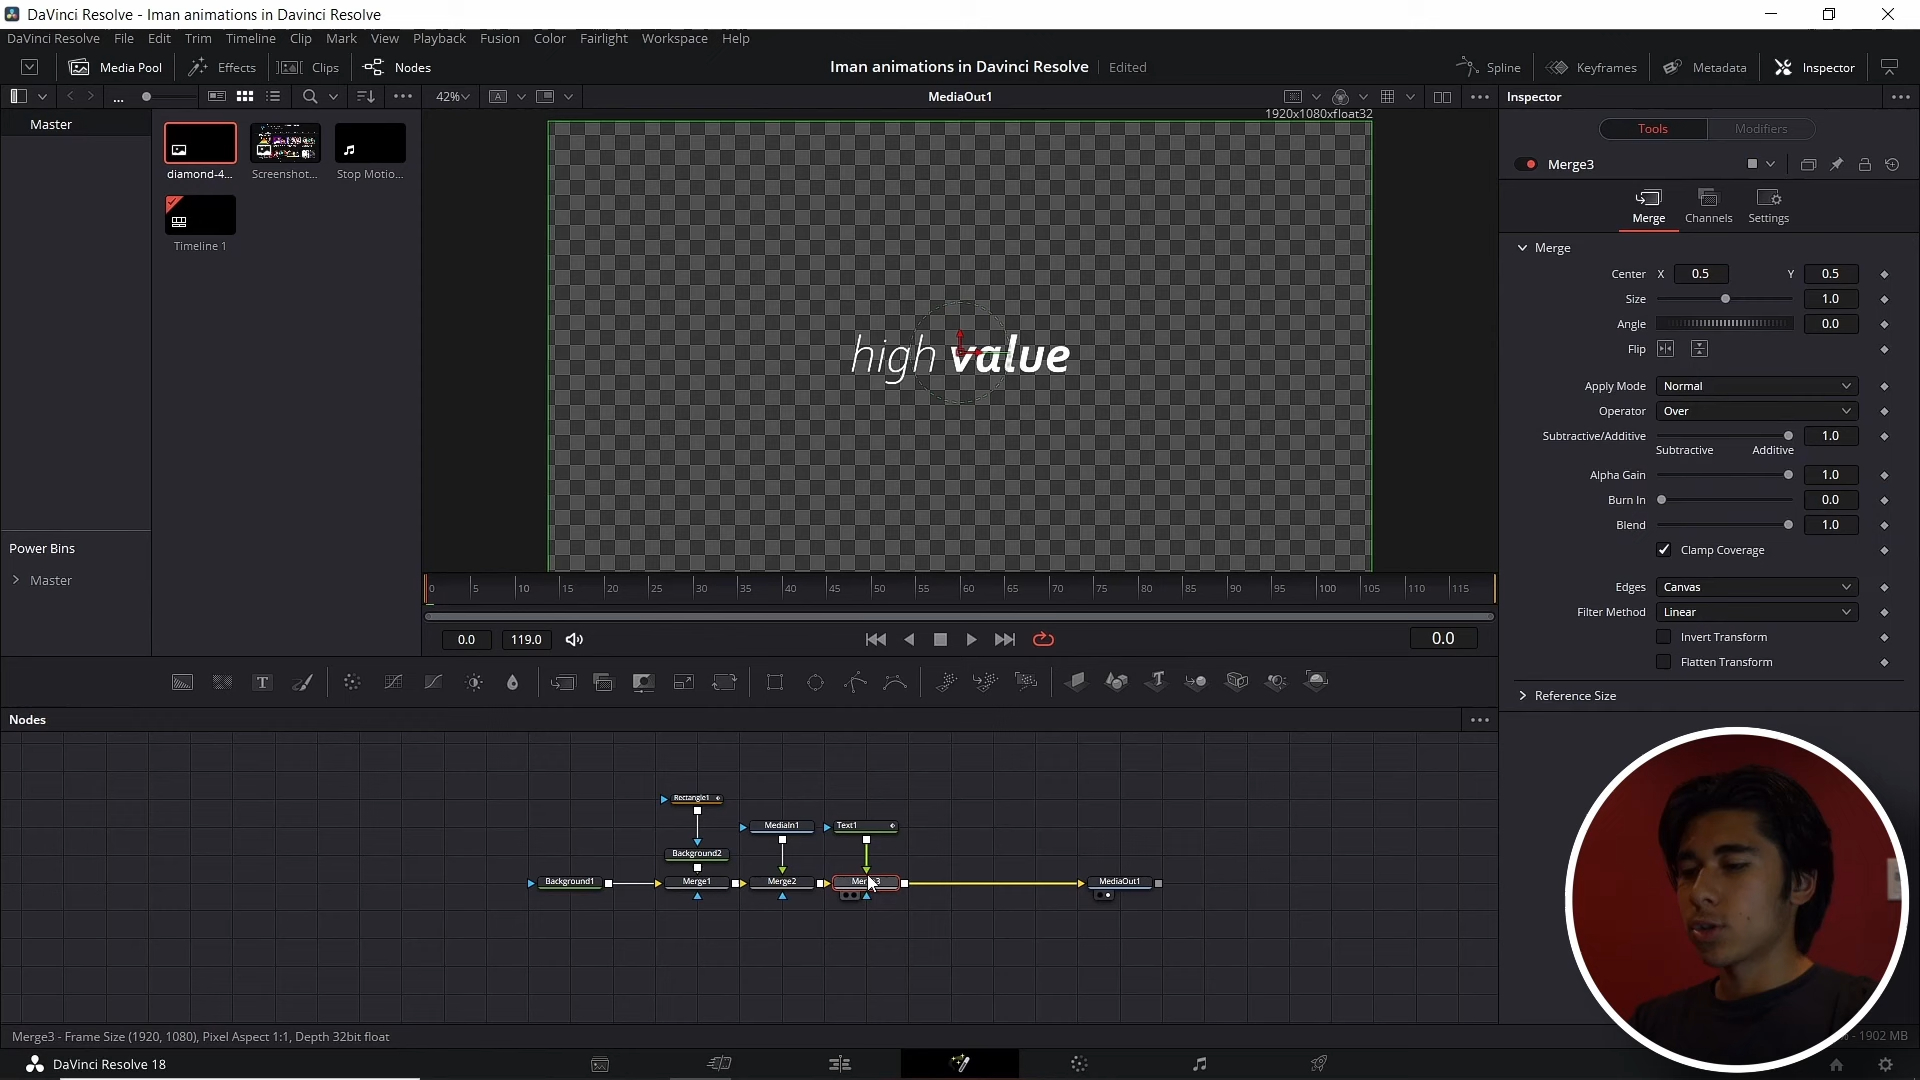 DaVinci Resolve - Iman animations in Davinci Resolve
DaVinci Resolve File Edit Trim Timeline Clip Mark View Playback Fusion Color Fairlight Workspace Help
Media Pool Effects Clips Nodes
Iman animations in Davinci Resolve Edited
Spline Keyframes Metadata Inspector
42%
MediaOut1
Inspector
1920x1080xfloat32
Master
diamond-4...
Screenshot...
Stop Motio...
Timeline 1
Power Bins
Master
high value
Tools Modifiers
Merge3
Merge Channels Settings
Merge
Center X 0.5 Y 0.5
Size 1.0
Angle 0.0
Flip
Apply Mode Normal
Operator Over
Subtractive/Additive 1.0
Subtractive Additive
Alpha Gain 1.0
Burn In 0.0
Blend 1.0
Clamp Coverage
Edges Canvas
Filter Method Linear
Invert Transform
Flatten Transform
Reference Size
0 5 10 15 20 25 30 35 40 45 50 55 60 65 70 75 80 85 90 95 100 105 110 115
0.0 119.0
0.0
Nodes
Rectangle1
MediaIn1
Text1
Background2
Background1
Merge1
Merge2
MediaOut1
Merge3 - Frame Size (1920, 1080), Pixel Aspect 1:1, Depth 32bit float
1902 MB
DaVinci Resolve 18